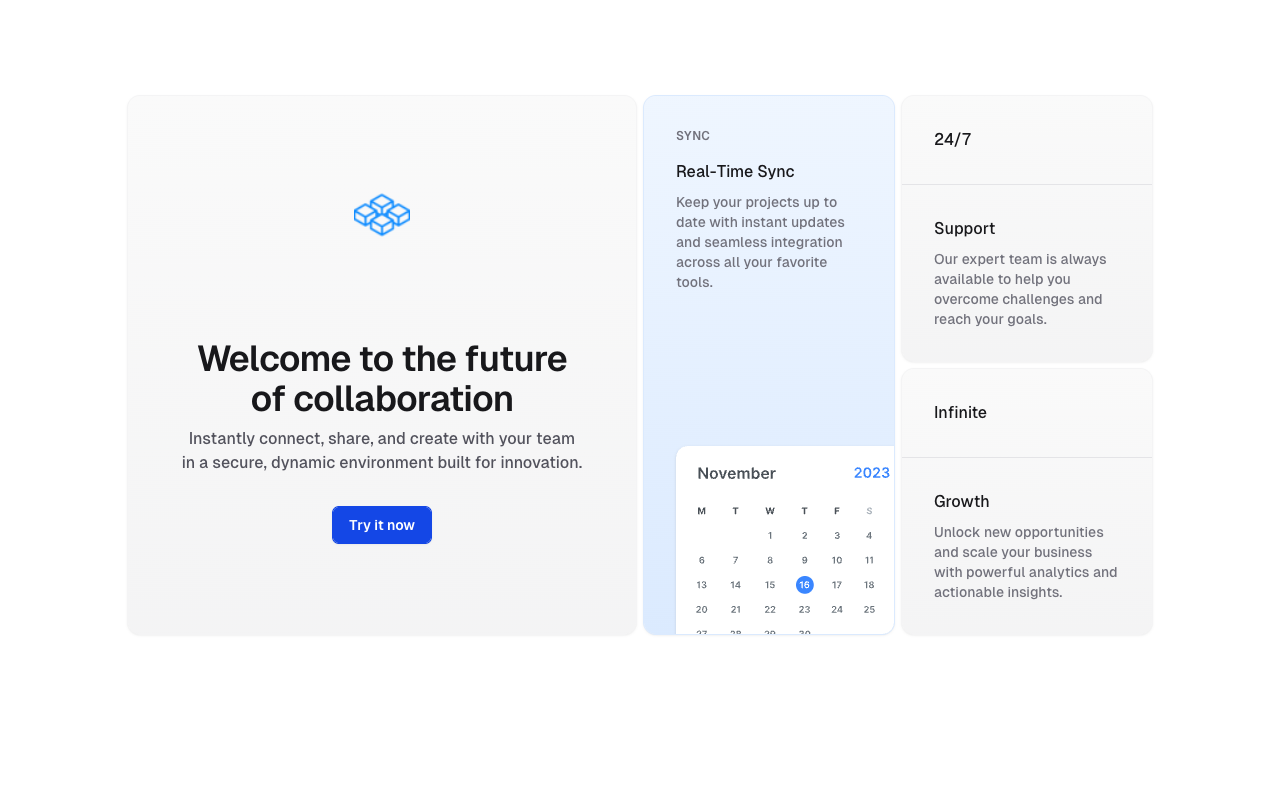 Welcome to the future
of collaboration
Instantly connect, share, and create with your team
in a secure, dynamic environment built for innovation.
Try it now
SYNC
Real-Time Sync
Keep your projects up to
date with instant updates
and seamless integration
across all your favorite
tools.
November 2023
M T W T F S
1 2 3 4
6 7 8 9 10 11
13 14 15 16 17 18
20 21 22 23 24 25
27 28 29 30
24/7
Support
Our expert team is always
available to help you
overcome challenges and
reach your goals.
Infinite
Growth
Unlock new opportunities
and scale your business
with powerful analytics and
actionable insights.